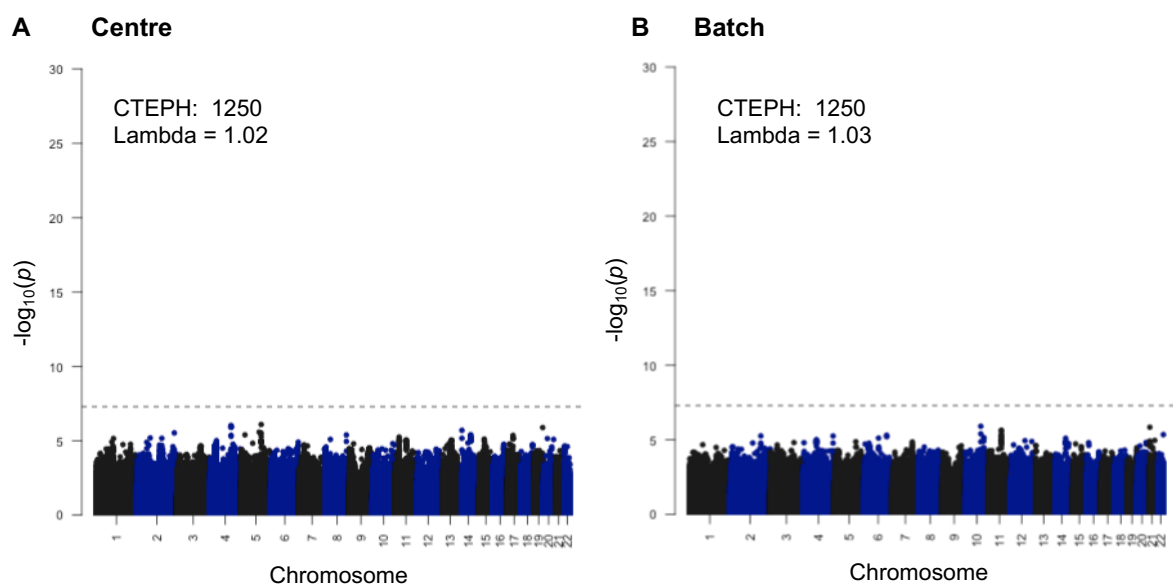 A Centre
30
25
20
15
10
5
0
-log10(p)
CTEPH: 1250
Lambda = 1.02
1 2 3 4 5 6 7 8 9 10 11 12 13 14 15 16 17 18 19 20 21 22
Chromosome
B Batch
30
25
20
15
10
5
0
-log10(p)
CTEPH: 1250
Lambda = 1.03
1 2 3 4 5 6 7 8 9 10 11 12 13 14 15 16 17 18 19 20 21 22
Chromosome